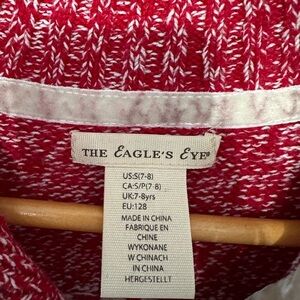 THE EAGLE'S EYE®
US:S(7-8)
CA:S/P(7-8)
UK:7-8yrs
EU:128
MADE IN CHINA
FABRIQUE EN
CHINE
WYKONANE
W CHINACH
IN CHINA
HERGESTELLT